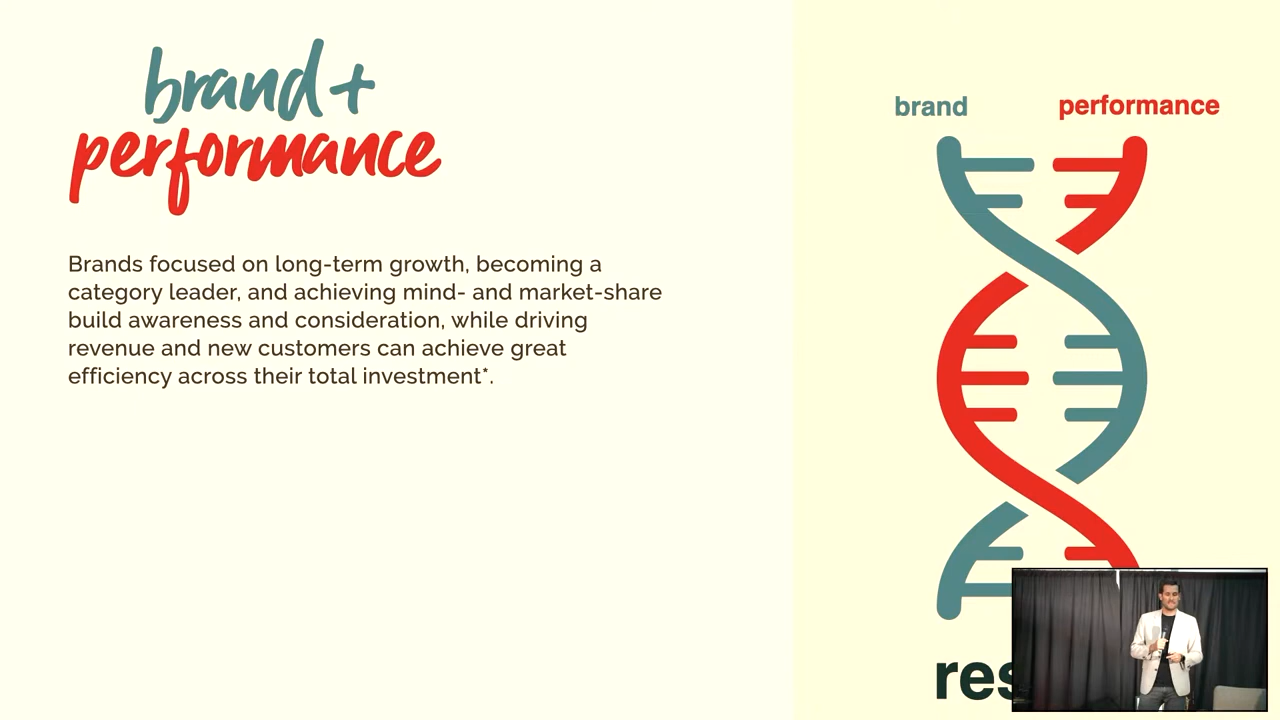 brand+
performance
Brands focused on long-term growth, becoming a
category leader, and achieving mind- and market-share
build awareness and consideration, while driving
revenue and new customers can achieve great
efficiency across their total investment*.
brand
performance